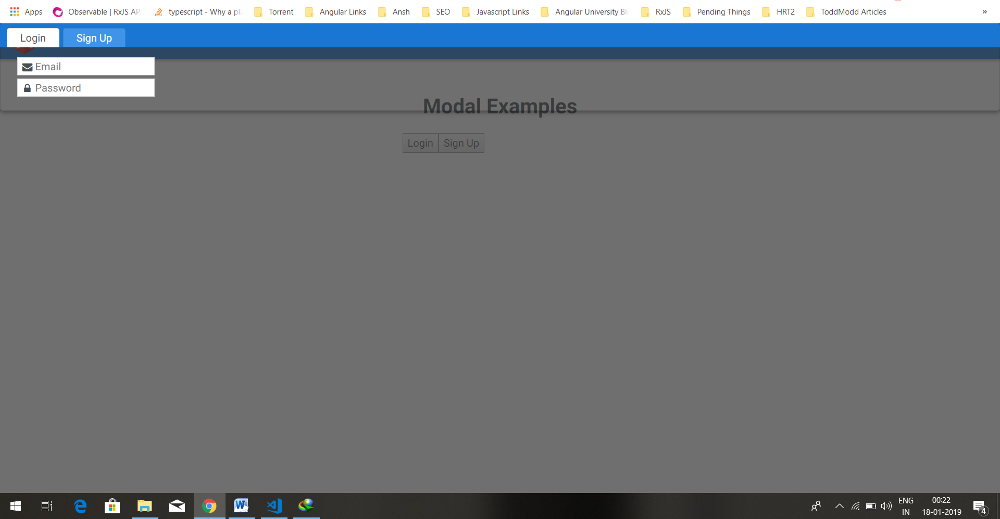 Apps Observable | RxJS AP typescript - Why a pl Torrent Angular Links Ansh SEO Javascript Links Angular University Bl RxJS Pending Things HRT2 ToddModd Articles »
Login Sign Up
Email
Password
Modal Examples
Login Sign Up
ENG 00:22
IN 18-01-2019 4